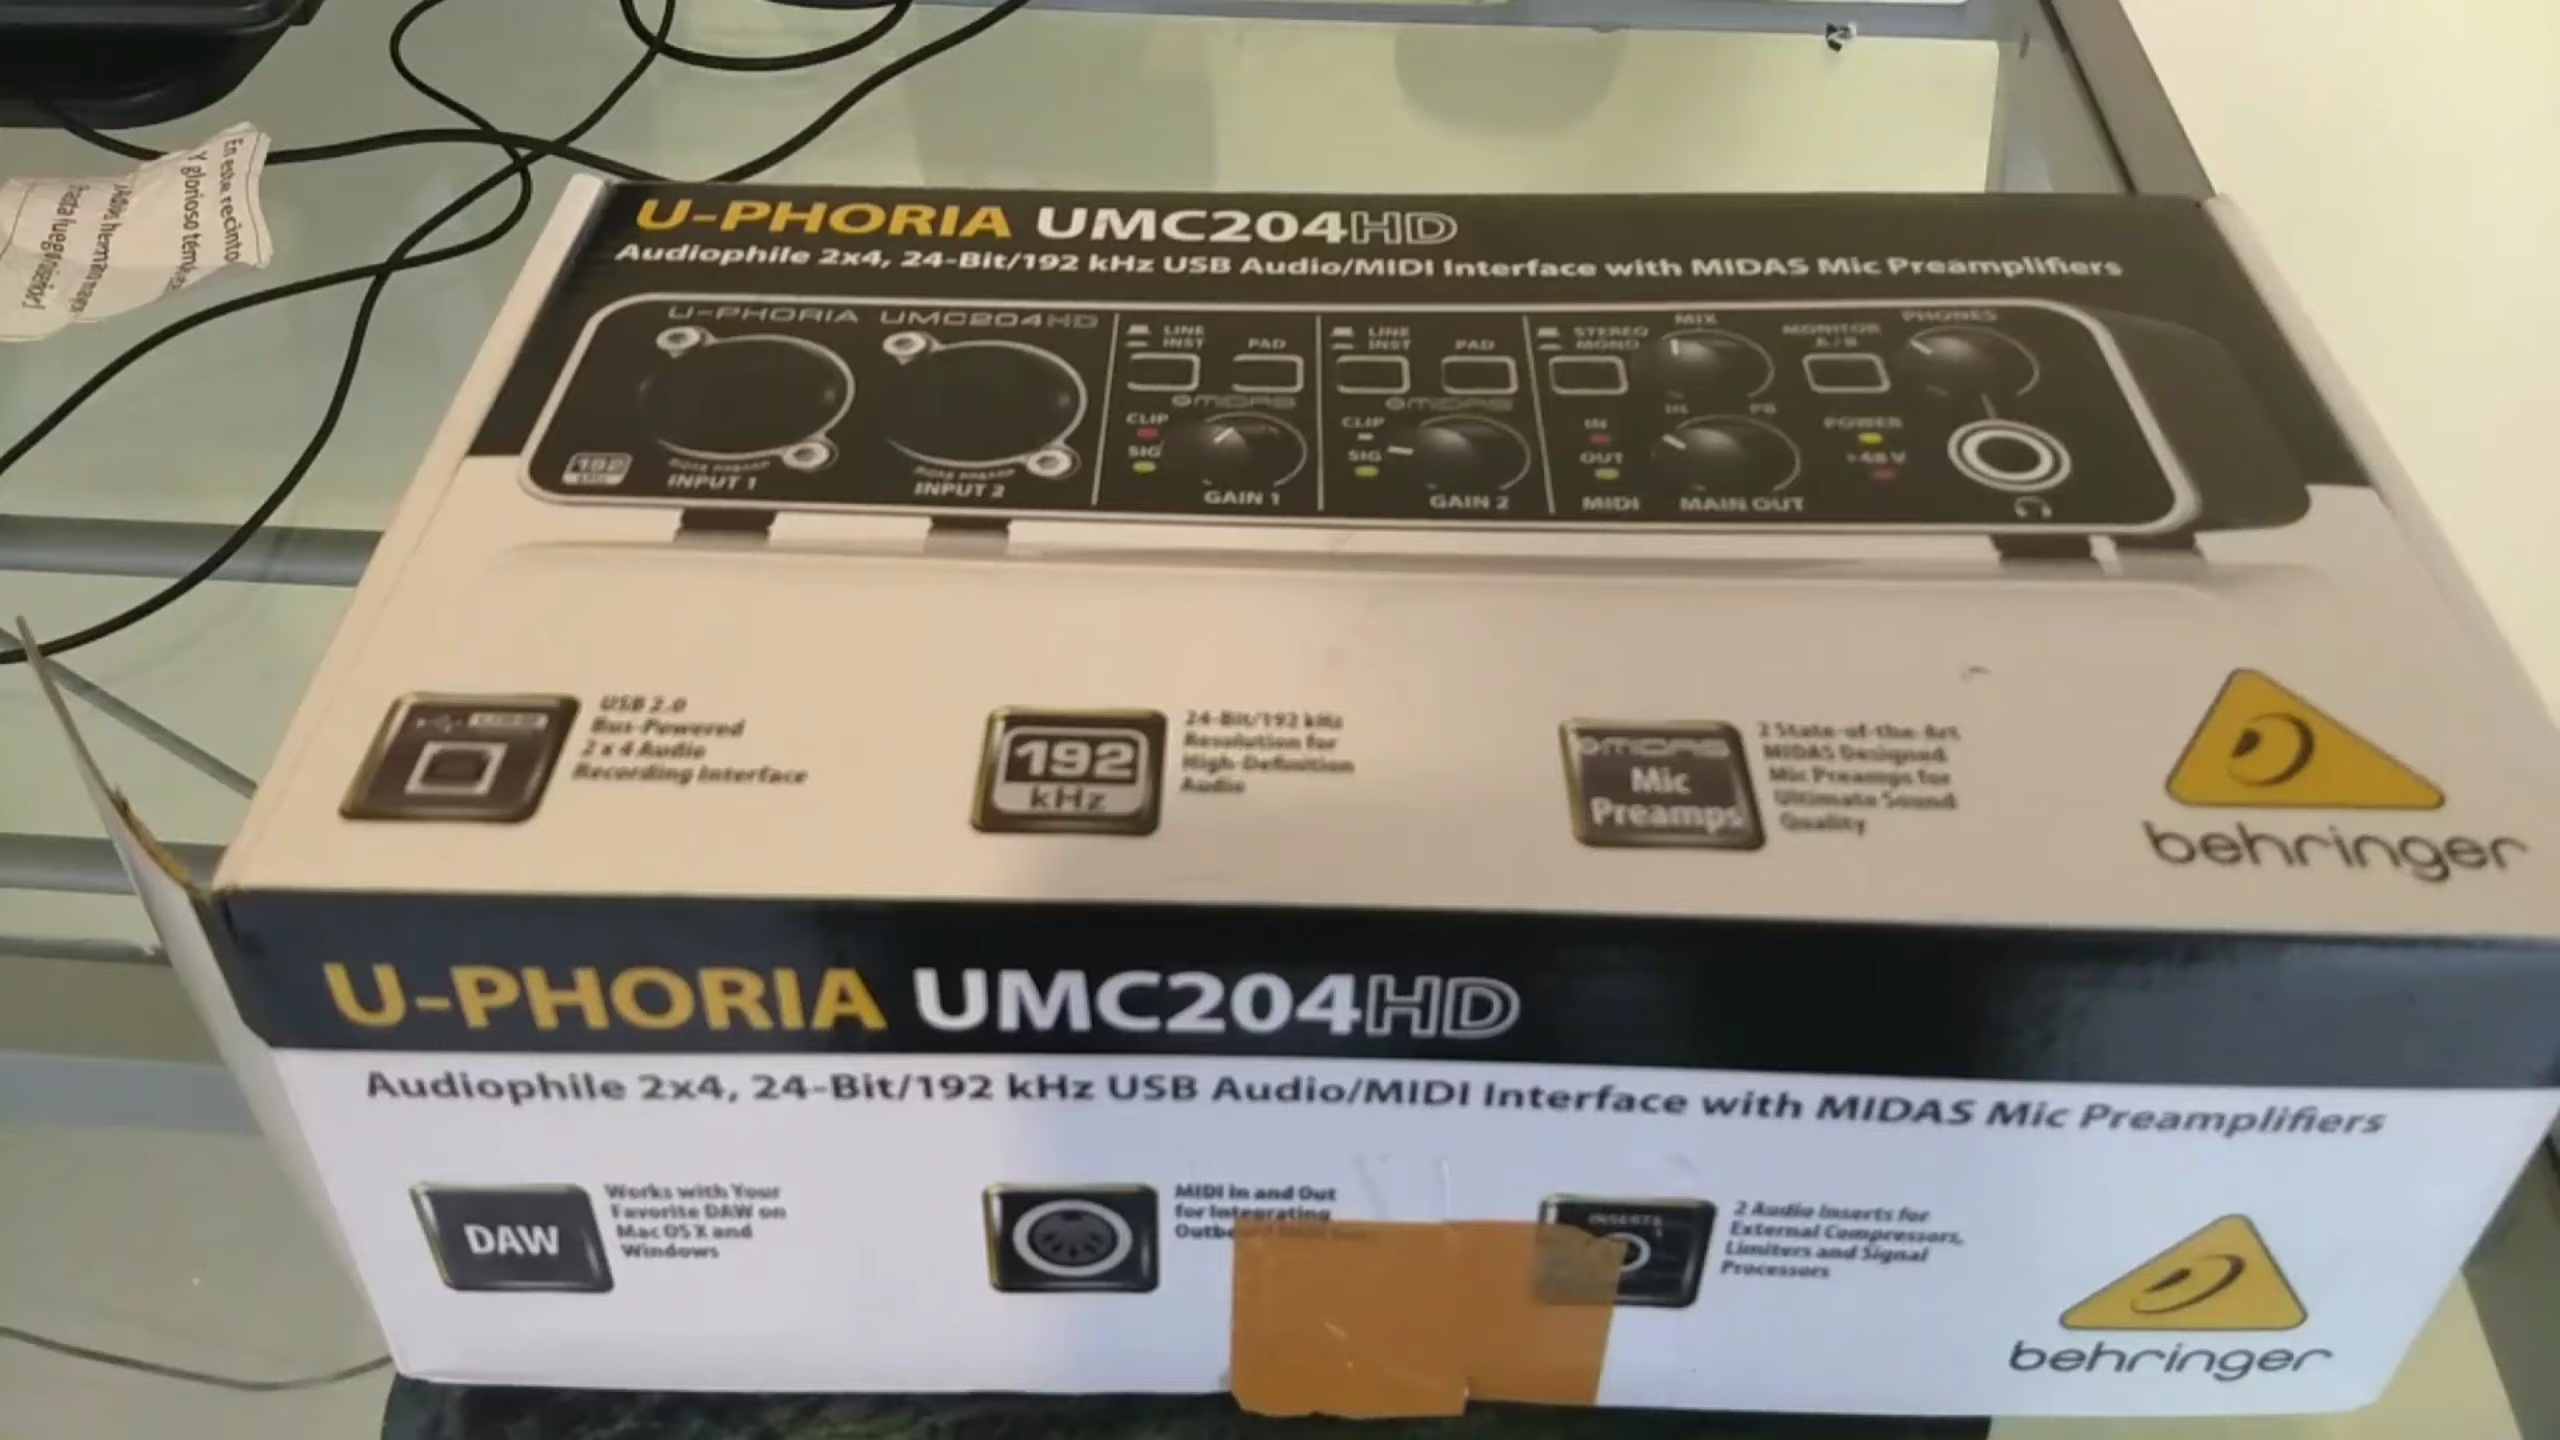 En este recinto
Y glorioso
U-PHORIA UMC204HD
Audiophile 2x4, 24-Bit/192 kHz USB Audio/MIDI Interface with MIDAS Mic Preamplifiers
U-PHORIA UMC204HD
LINE
INST
PAD
LINE
INST
PAD
STEREO
MONO
MIX
MONITOR
A/B
PHONES
MIDAS
MIDAS
IN
PB
CLIP
SIG
CLIP
SIG
IN
OUT
POWER
+48 V
192
kHz
INPUT 1
INPUT 2
GAIN 1
GAIN 2
MIDI
MAIN OUT
USB 2.0
Bus-Powered
2 x 4 Audio
Recording Interface
192
kHz
24-Bit/192 kHz
Resolution for
High-Definition
Audio
MIDAS
Mic
Preamps
2 State-of-the-Art
MIDAS Designed
Mic Preamps for
Ultimate Sound
Quality
behringer
U-PHORIA UMC204HD
Audiophile 2x4, 24-Bit/192 kHz USB Audio/MIDI Interface with MIDAS Mic Preamplifiers
DAW
Works with Your
Favorite DAW on
Mac OS X and
Windows
MIDI In and Out
for Integrating
INSERTS
1
2 Audio Inserts for
External Compressors,
Limiters and Signal
Processors
behringer